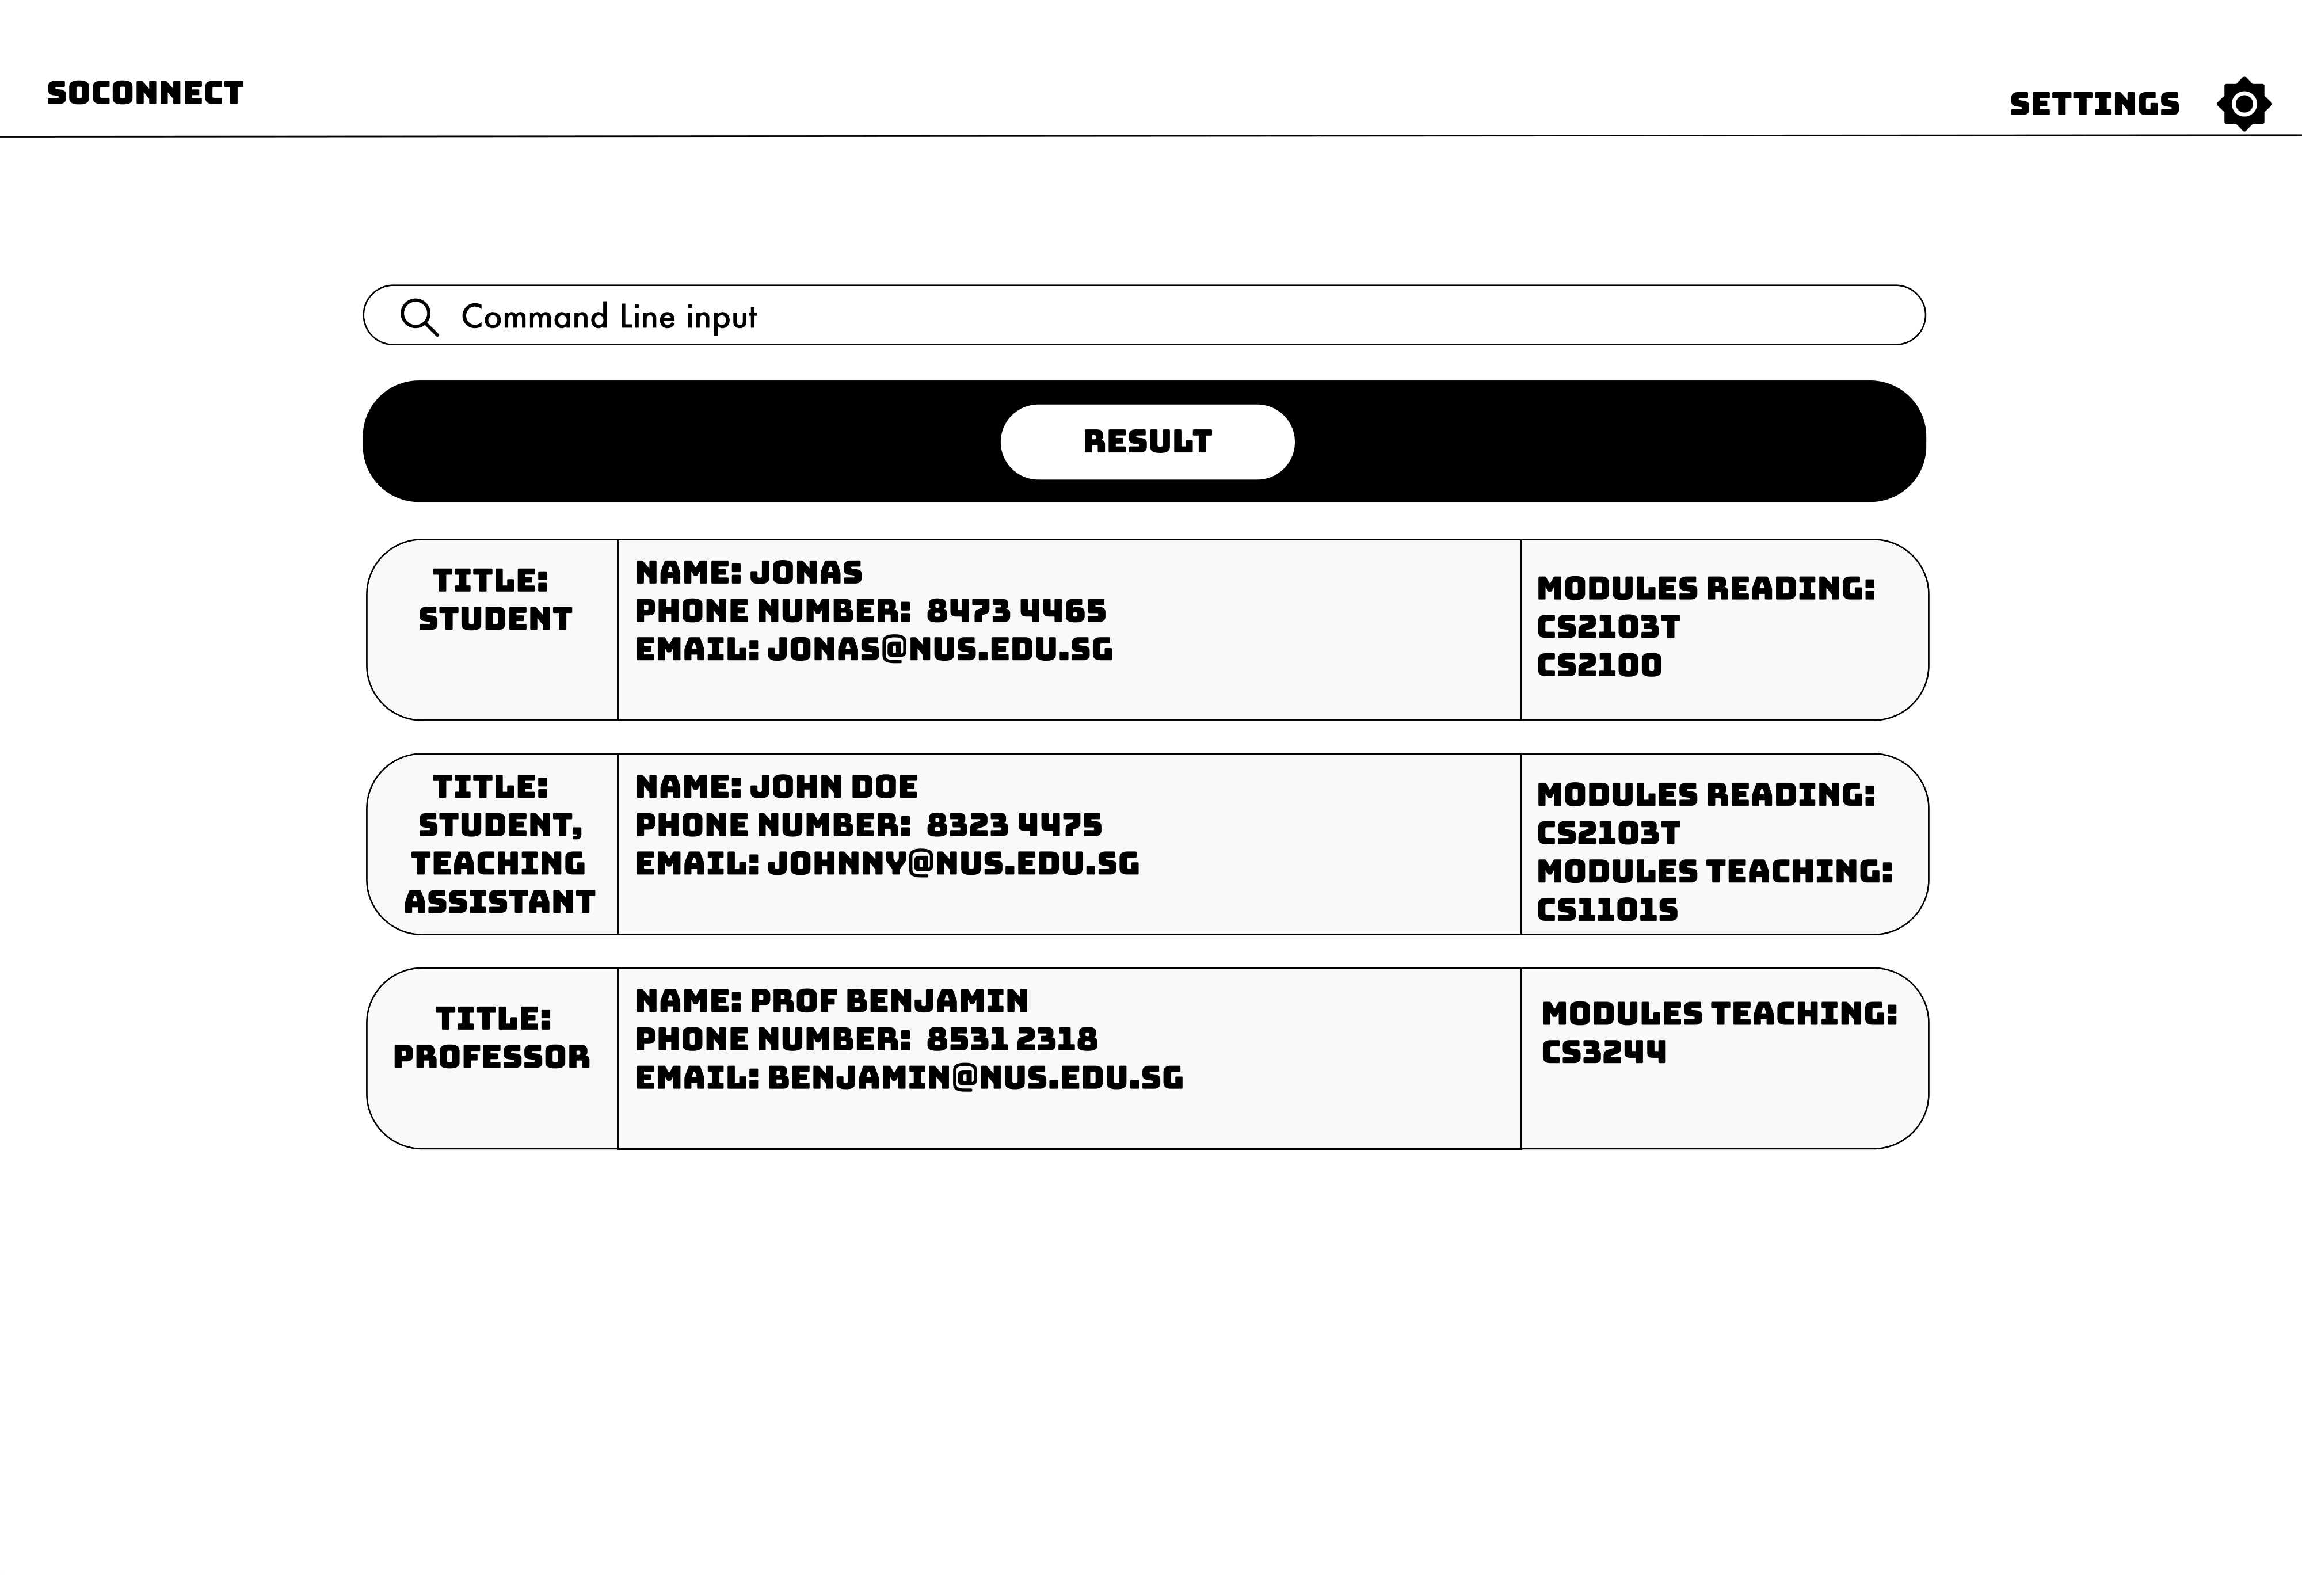 SOCONNECT
SETTINGS
Command Line input
RESULT
TITLE:
STUDENT
NAME: JONAS
PHONE NUMBER: 8473 4465
EMAIL: JONAS@NUS.EDU.SG
MODULES READING:
CS2103T
CS2100
TITLE:
STUDENT,
TEACHING
ASSISTANT
NAME: JOHN DOE
PHONE NUMBER: 8323 4475
EMAIL: JOHNNY@NUS.EDU.SG
MODULES READING:
CS2103T
MODULES TEACHING:
CS1101S
TITLE:
PROFESSOR
NAME: PROF BENJAMIN
PHONE NUMBER: 8531 2318
EMAIL: BENJAMIN@NUS.EDU.SG
MODULES TEACHING:
CS3244